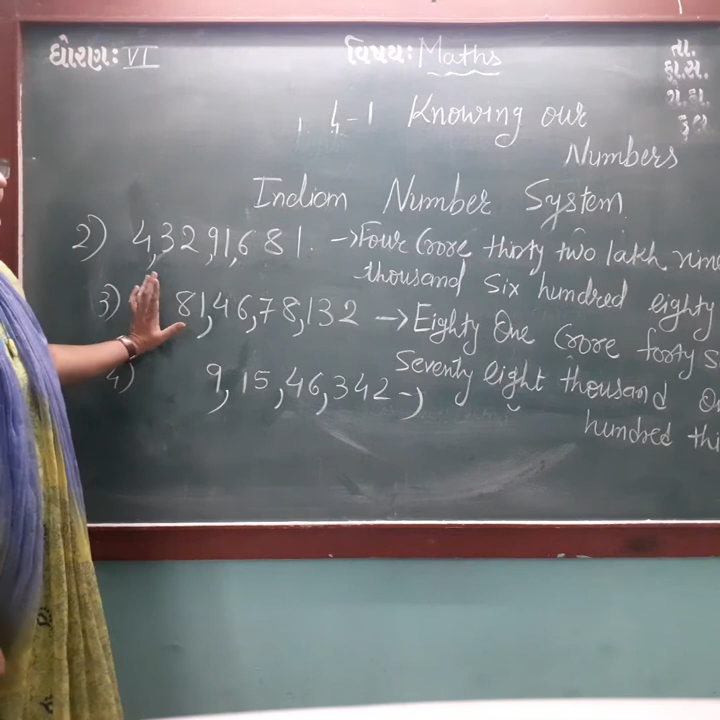 ધોરણ: VI
વિષય: Maths
તા.
1. 4-1 Knowing our
Numbers
Indian Number System
2) 4,32,91,681. → Four Crore thirty two lakh nine
thousand six hundred eighty
3) 81,46,78,132 → Eighty One Crore forty
Seventy eight thousand
hundred
4) 9,15,46,342 →